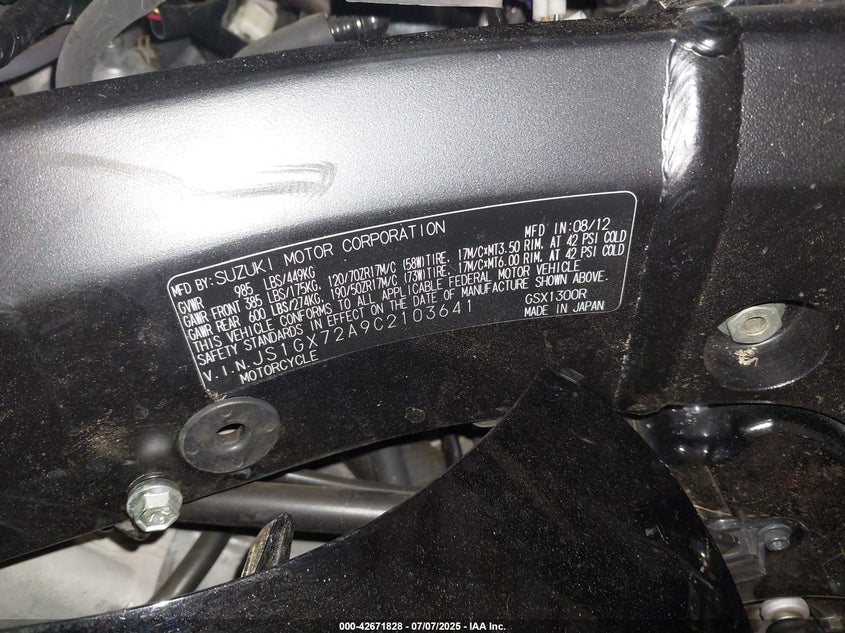 MFD BY:SUZUKI MOTOR CORPORATION MFD IN:08/12
GVWR 985 LBS/449KG
GAWR FRONT 385 LBS/175KG, 120/70ZR17M/C (58W)TIRE, 17M/C×MT3.50 RIM. AT 42 PSI COLD
GAWR REAR 600 LBS/274KG, 190/50ZR17M/C (73W)TIRE, 17M/C×MT6.00 RIM. AT 42 PSI COLD
THIS VEHICLE CONFORMS TO ALL APPLICABLE FEDERAL MOTOR VEHICLE
SAFETY STANDARDS IN EFFECT ON THE DATE OF MANUFACTURE SHOWN ABOVE.
V.I.N.JS1GX72A9C2103641 GSX1300R
MOTORCYCLE MADE IN JAPAN
000-42671828 - 07/07/2025 - IAA Inc.